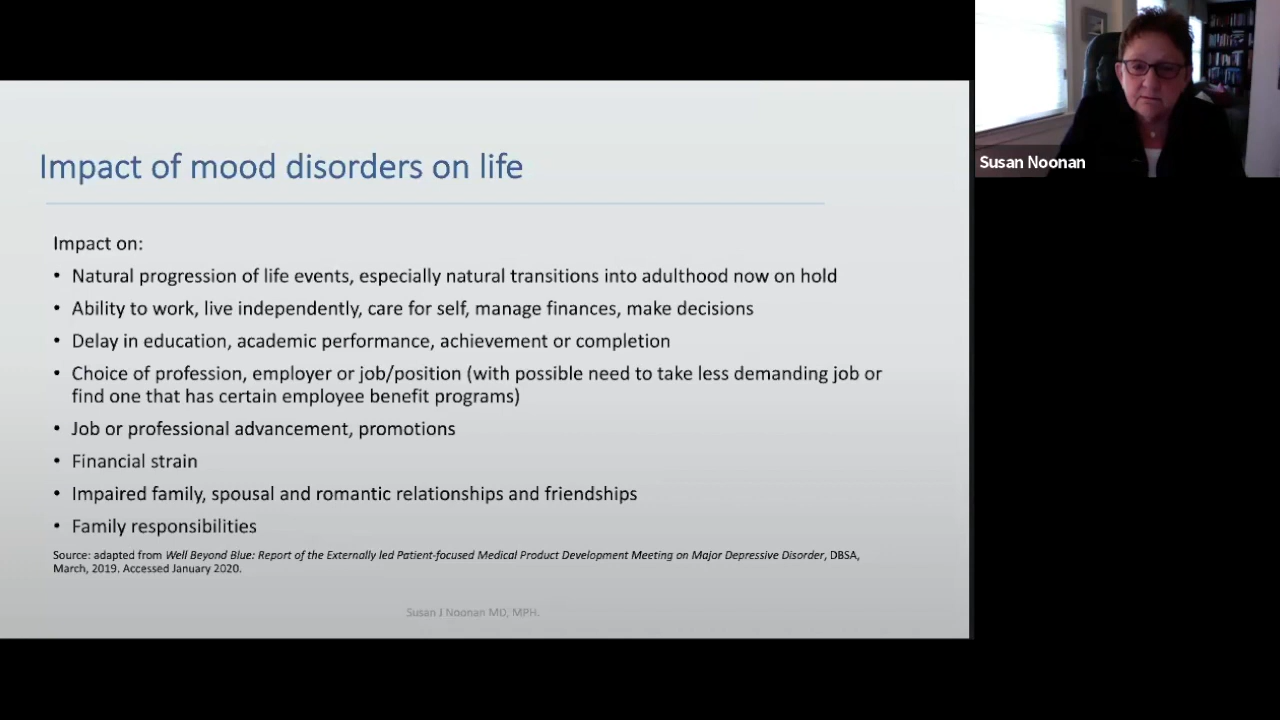 Impact of mood disorders on life
Impact on:
• Natural progression of life events, especially natural transitions into adulthood now on hold
• Ability to work, live independently, care for self, manage finances, make decisions
• Delay in education, academic performance, achievement or completion
• Choice of profession, employer or job/position (with possible need to take less demanding job or
find one that has certain employee benefit programs)
• Job or professional advancement, promotions
• Financial strain
• Impaired family, spousal and romantic relationships and friendships
• Family responsibilities
Source: adapted from Well Beyond Blue: Report of the Externally led Patient-focused Medical Product Development Meeting on Major Depressive Disorder, DBSA,
March, 2019. Accessed January 2020.
Susan J Noonan MD, MPH.
Susan Noonan